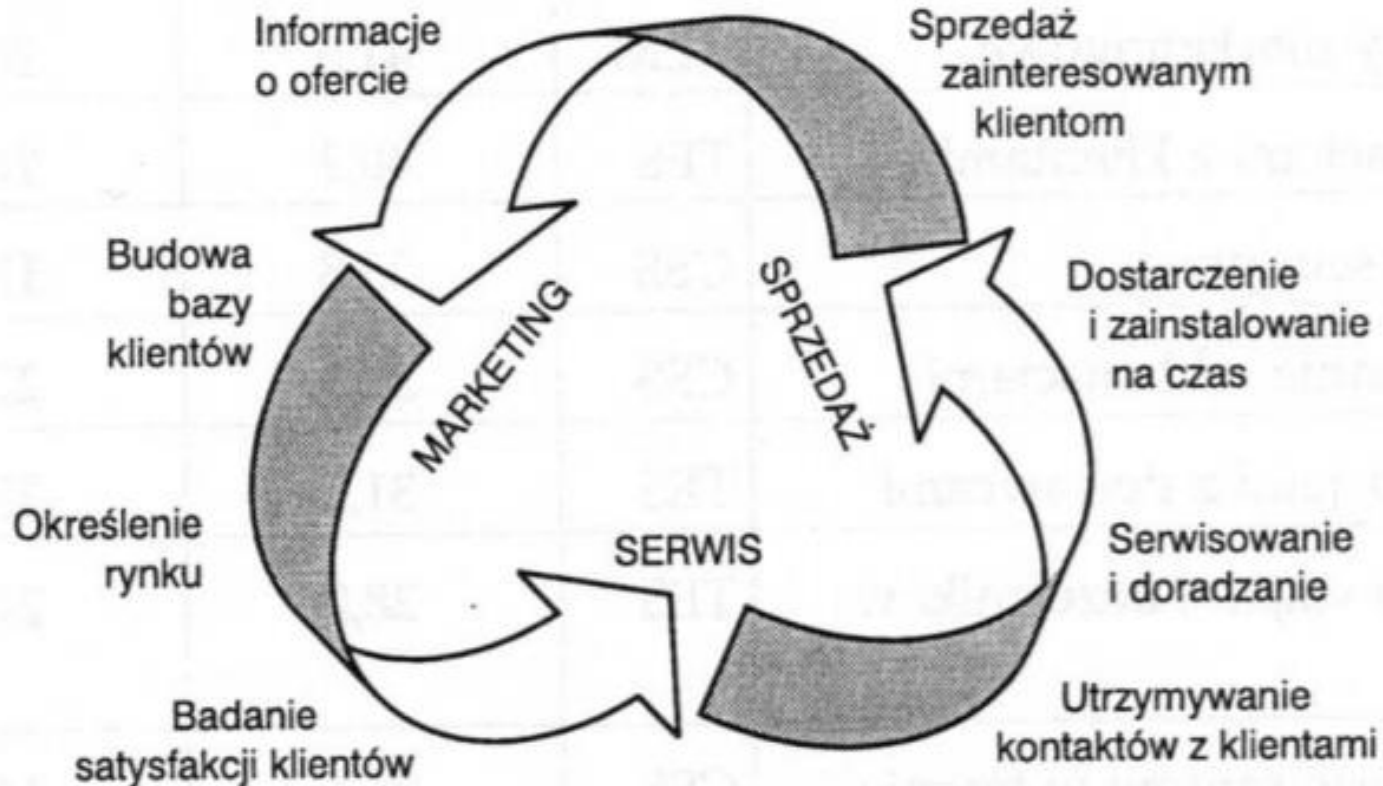 Informacje
o ofercie
Sprzedaż
zainteresowanym
klientom
Budowa
bazy
klientów
MARKETING
SPRZEDAŻ
Dostarczenie
i zainstalowanie
na czas
Określenie
rynku
SERWIS
Serwisowanie
i doradzanie
Badanie
satysfakcji klientów
Utrzymywanie
kontaktów z klientami